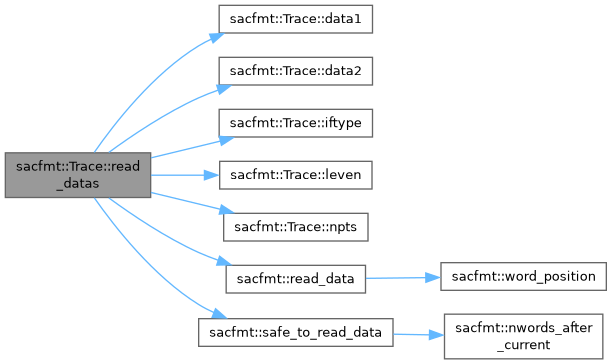 sacfmt::Trace::data1
sacfmt::Trace::data2
sacfmt::Trace::iftype
sacfmt::Trace::read
_datas
sacfmt::Trace::leven
sacfmt::Trace::npts
sacfmt::read_data
sacfmt::word_position
sacfmt::safe_to_read_data
sacfmt::nwords_after
_current